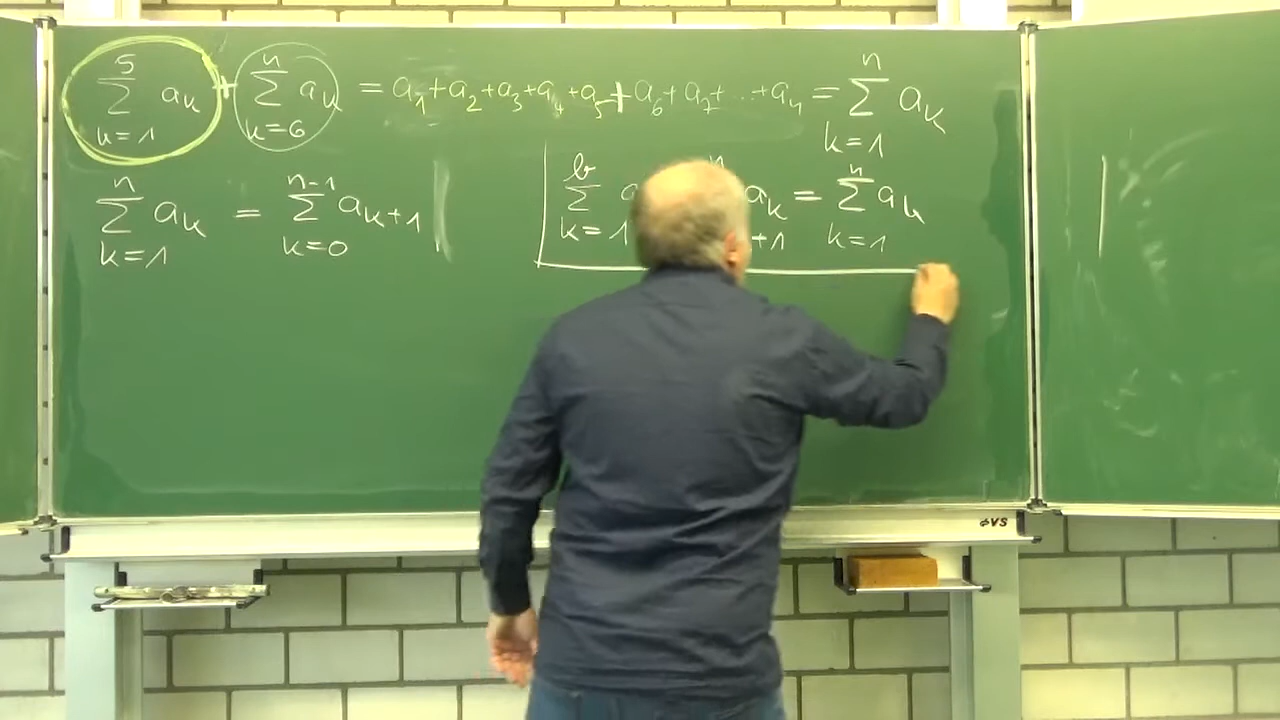 5 n n
∑ aₖ + ∑ aₖ = a₁+a₂+a₃+a₄+a₅+a₆+a₇+...+aₙ = ∑ aₖ
k=1 k=6 k=1
n n-1 b n n
∑ aₖ = ∑ aₖ₊₁ ∑ a aₖ = ∑ aₖ
k=1 k=0 k=1 +1 k=1
φVS